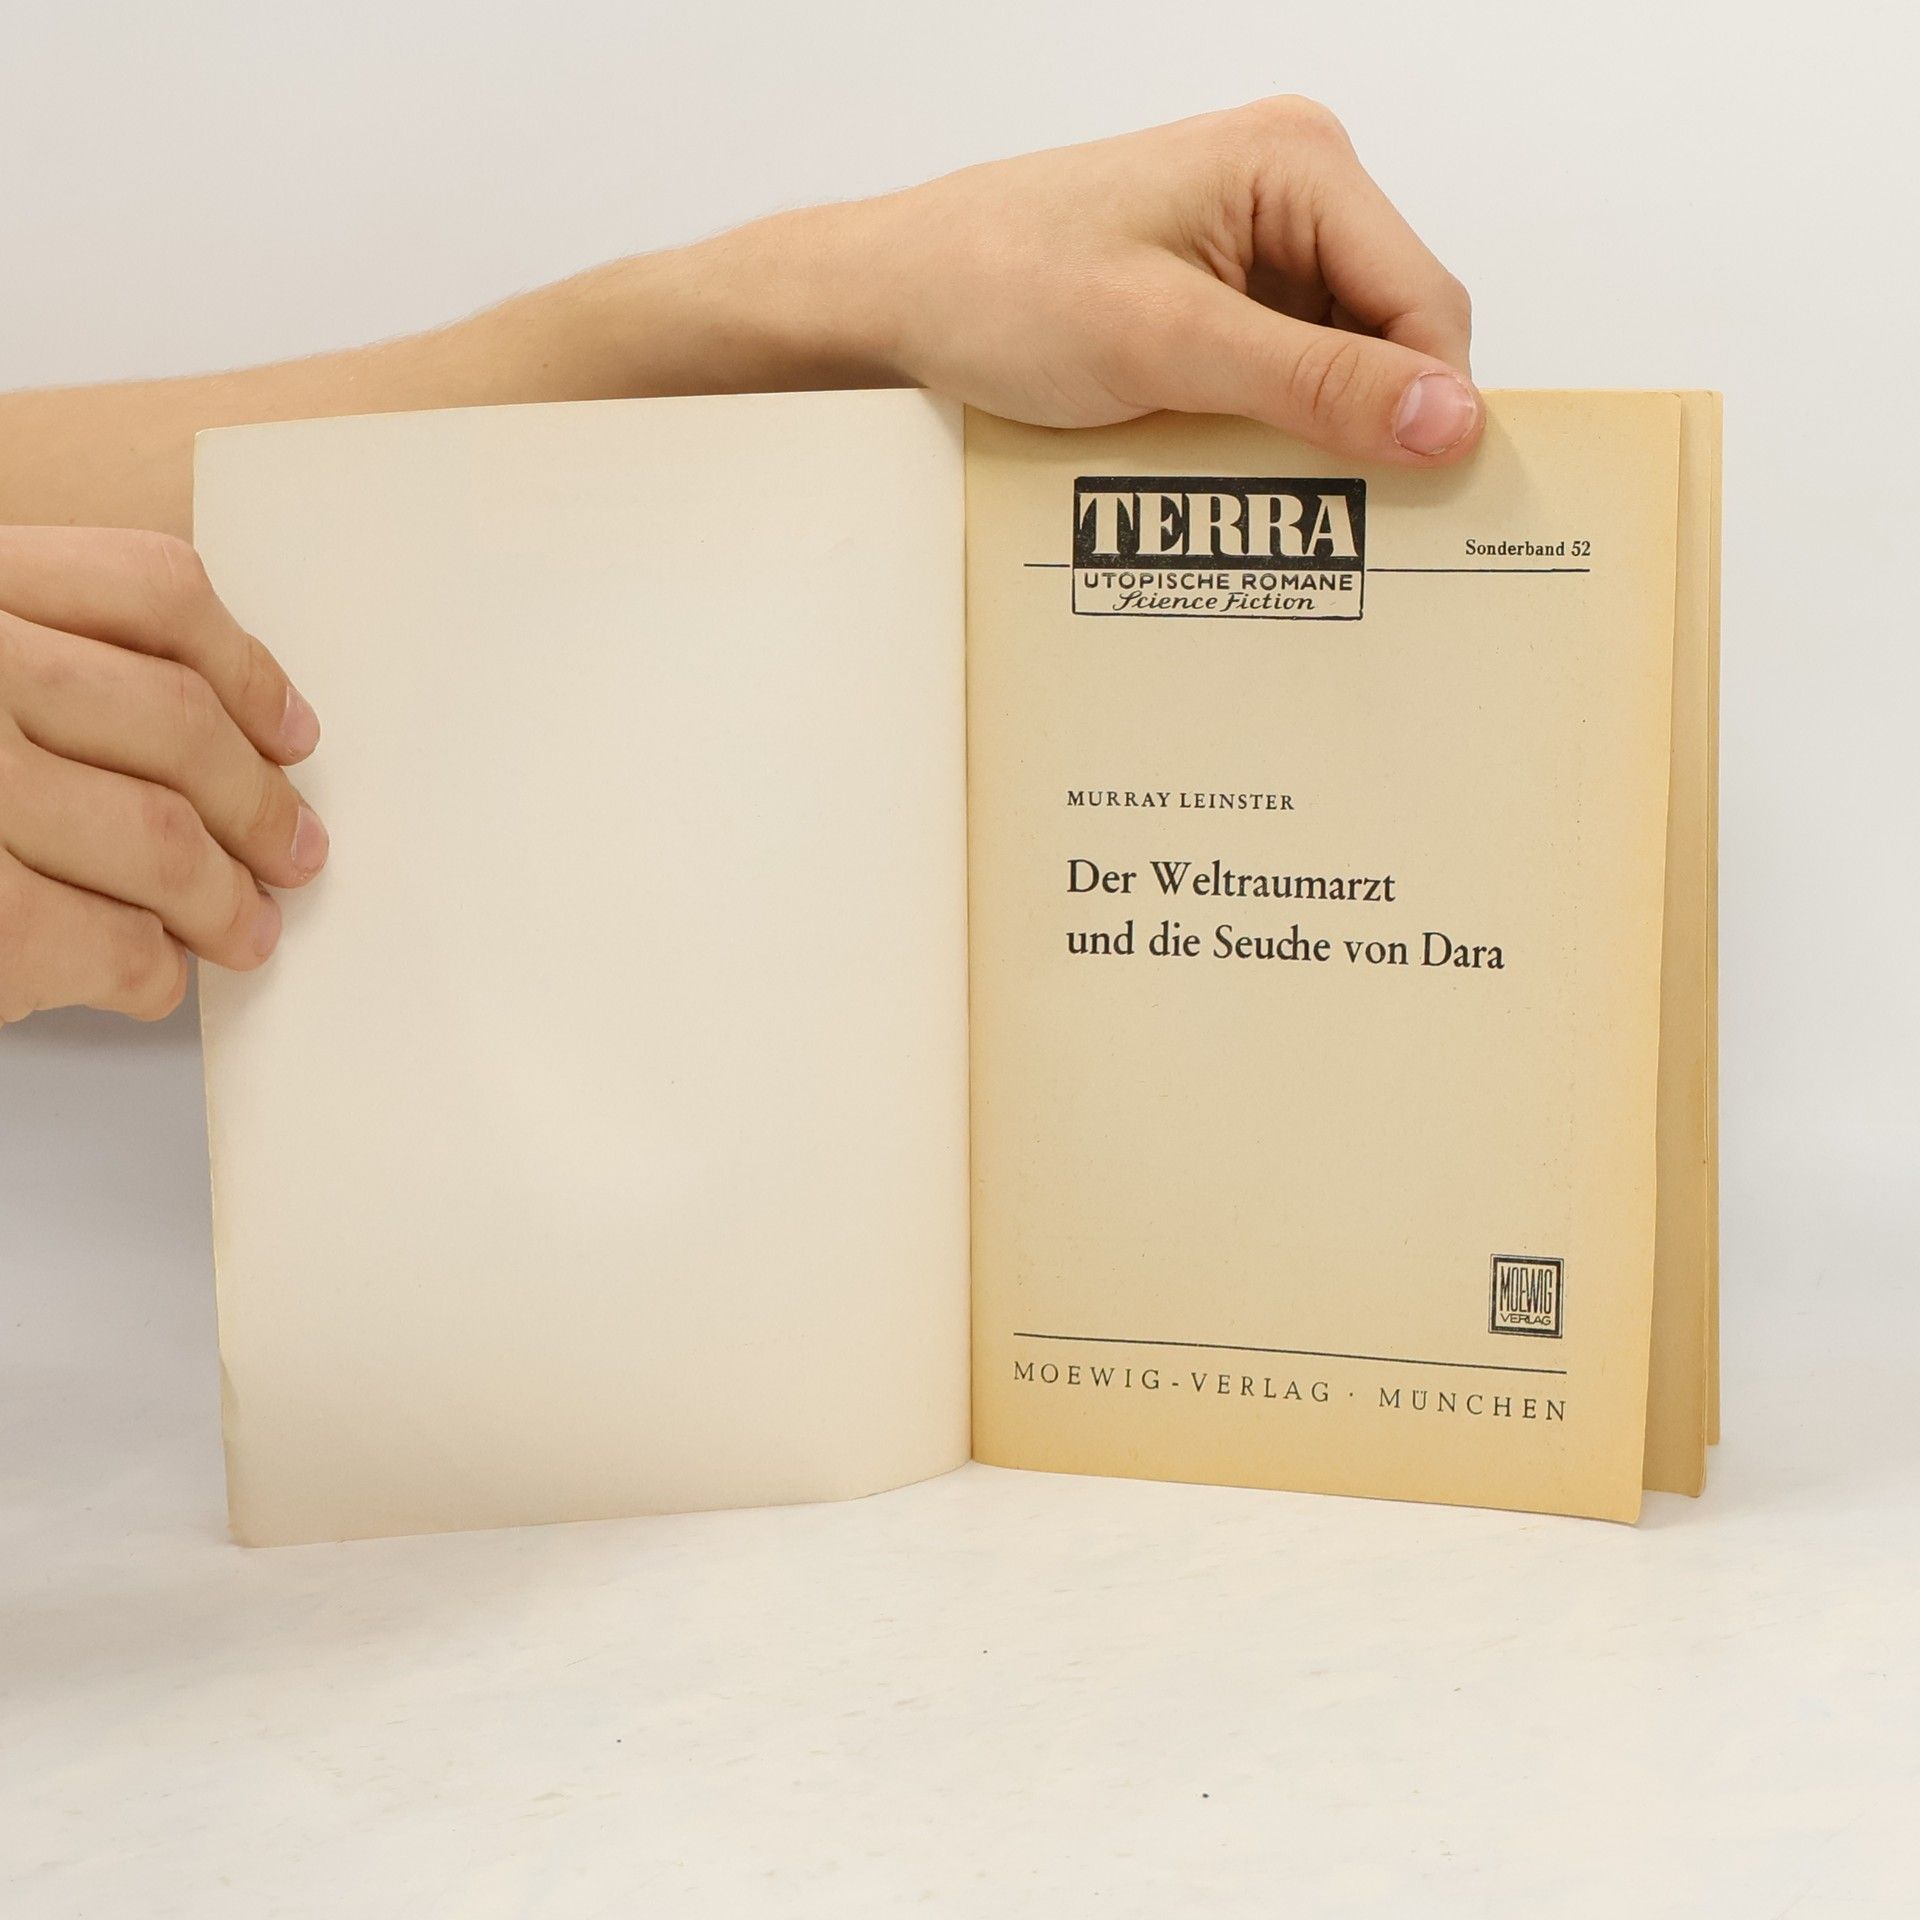 TERRA
UTOPISCHE ROMANE
Science Fiction
Sonderband 52
MURRAY LEINSTER
Der Weltraumarzt
und die Seuche von Dara
MOEWIG
VERLAG
MOEWIG-VERLAG · MÜNCHEN